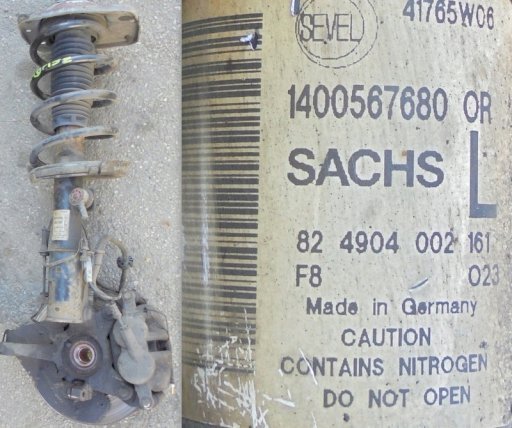 SEVEL
41765W06
1400567680 OR
SACHS L
82 4904 002 161
F8 023
Made in Germany
CAUTION
CONTAINS NITROGEN
DO NOT OPEN